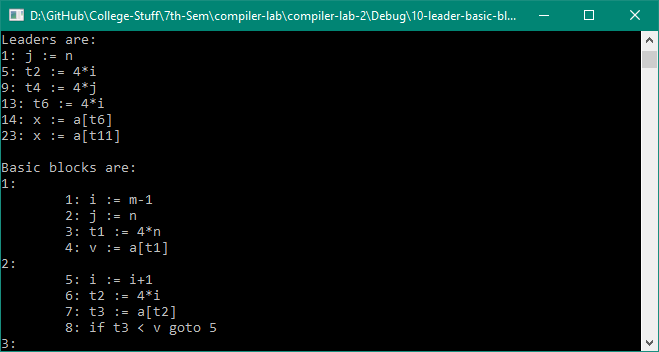 D:\GitHub\College-Stuff\7th-Sem\compiler-lab\compiler-lab-2\Debug\10-leader-basic-bl...
Leaders are:
1: j := n
5: t2 := 4*i
9: t4 := 4*j
13: t6 := 4*i
14: x := a[t6]
23: x := a[t11]
Basic blocks are:
1:
1: i := m-1
2: j := n
3: t1 := 4*n
4: v := a[t1]
2:
5: i := i+1
6: t2 := 4*i
7: t3 := a[t2]
8: if t3 < v goto 5
3: